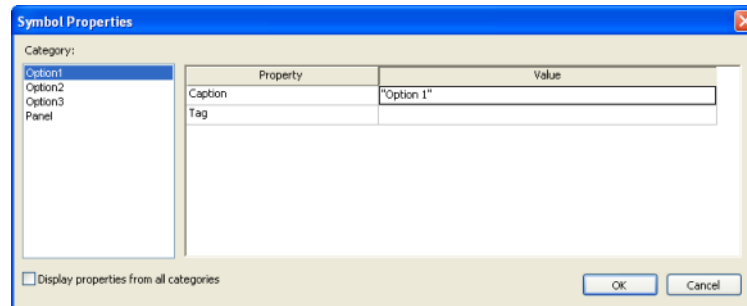 Symbol Properties
Category:
Option1
Option2
Option3
Panel
Property Value
Caption "Option 1"
Tag
Display properties from all categories
OK Cancel